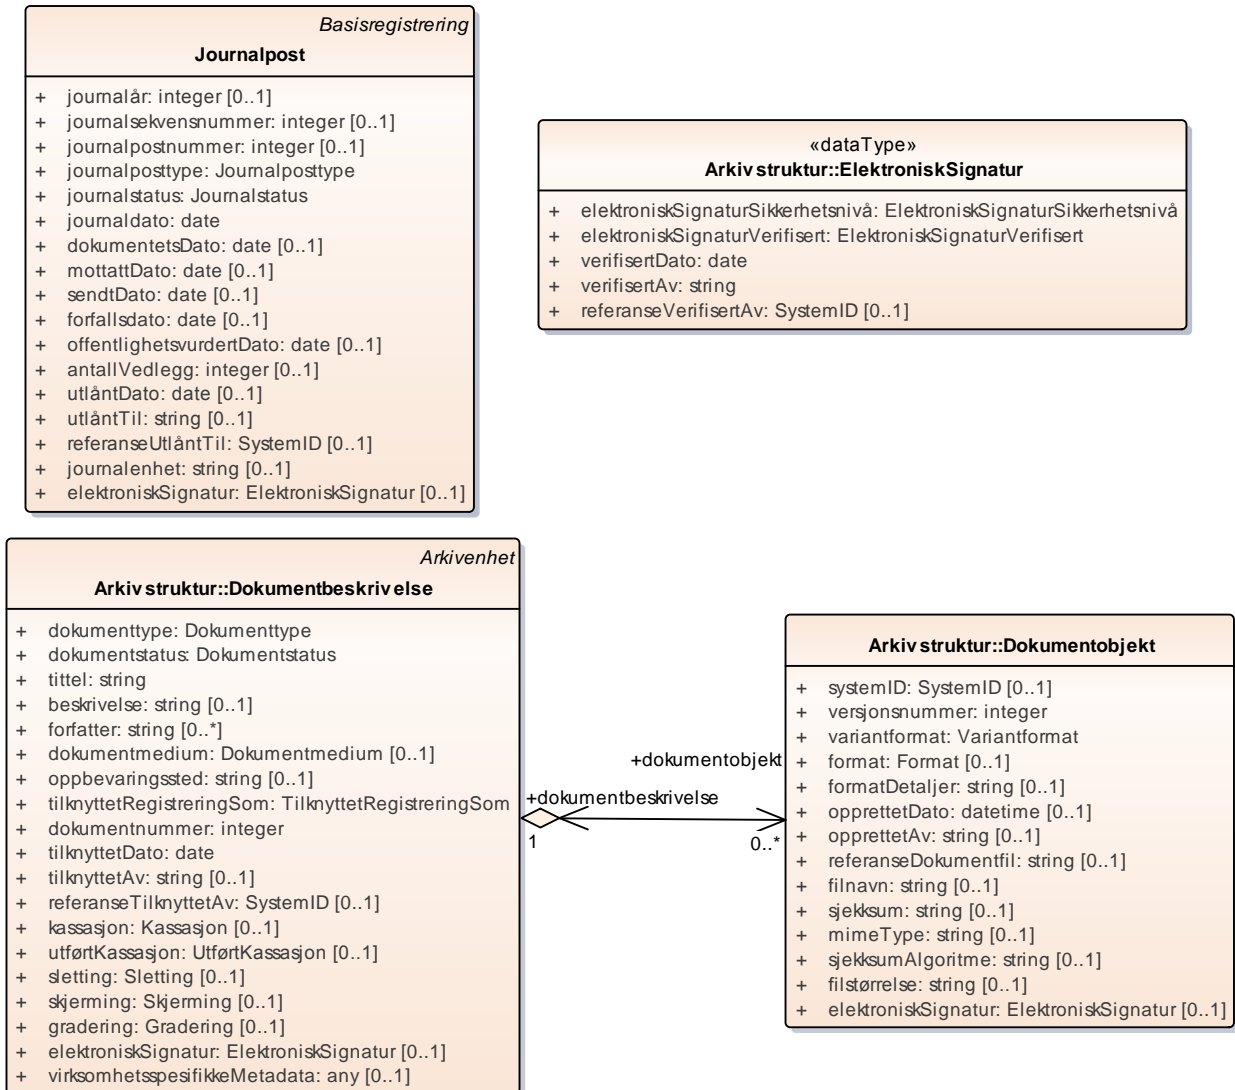 Basisregistrering
Journalpost
+ journalår: integer [0..1]
+ journalsekvensnummer: integer [0..1]
+ journalpostnummer: integer [0..1]
+ journalposttype: Journalposttype
+ journalstatus: Journalstatus
+ journaldato: date
+ dokumentetsDato: date [0..1]
+ mottattDato: date [0..1]
+ sendtDato: date [0..1]
+ forfallsdato: date [0..1]
+ offentlighetsvurdertDato: date [0..1]
+ antallVedlegg: integer [0..1]
+ utlåntDato: date [0..1]
+ utlåntTil: string [0..1]
+ referanseUtlåntTil: SystemID [0..1]
+ journalenhet: string [0..1]
+ elektroniskSignatur: ElektroniskSignatur [0..1]
«dataType»
Arkivstruktur::ElektroniskSignatur
+ elektroniskSignaturSikkerhetsnivå: ElektroniskSignaturSikkerhetsnivå
+ elektroniskSignaturVerifisert: ElektroniskSignaturVerifisert
+ verifisertDato: date
+ verifisertAv: string
+ referanseVerifisertAv: SystemID [0..1]
Arkivenhet
Arkivstruktur::Dokumentbeskrivelse
+ dokumenttype: Dokumenttype
+ dokumentstatus: Dokumentstatus
+ tittel: string
+ beskrivelse: string [0..1]
+ forfatter: string [0..*]
+ dokumentmedium: Dokumentmedium [0..1]
+ oppbevaringssted: string [0..1]
+ tilknyttetRegistreringSom: TilknyttetRegistreringSom
+ dokumentnummer: integer
+ tilknyttetDato: date
+ tilknyttetAv: string [0..1]
+ referanseTilknyttetAv: SystemID [0..1]
+ kassasjon: Kassasjon [0..1]
+ utførtKassasjon: UtførtKassasjon [0..1]
+ sletting: Sletting [0..1]
+ skjerming: Skjerming [0..1]
+ gradering: Gradering [0..1]
+ elektroniskSignatur: ElektroniskSignatur [0..1]
+ virksomhetsspesifikkeMetadata: any [0..1]
+dokumentobjekt
+dokumentbeskrivelse
1
0..*
Arkivstruktur::Dokumentobjekt
+ systemID: SystemID [0..1]
+ versjonsnummer: integer
+ variantformat: Variantformat
+ format: Format [0..1]
+ formatDetaljer: string [0..1]
+ opprettetDato: datetime [0..1]
+ opprettetAv: string [0..1]
+ referanseDokumentfil: string [0..1]
+ filnavn: string [0..1]
+ sjekksum: string [0..1]
+ mimeType: string [0..1]
+ sjekksumAlgoritme: string [0..1]
+ filstørrelse: string [0..1]
+ elektroniskSignatur: ElektroniskSignatur [0..1]